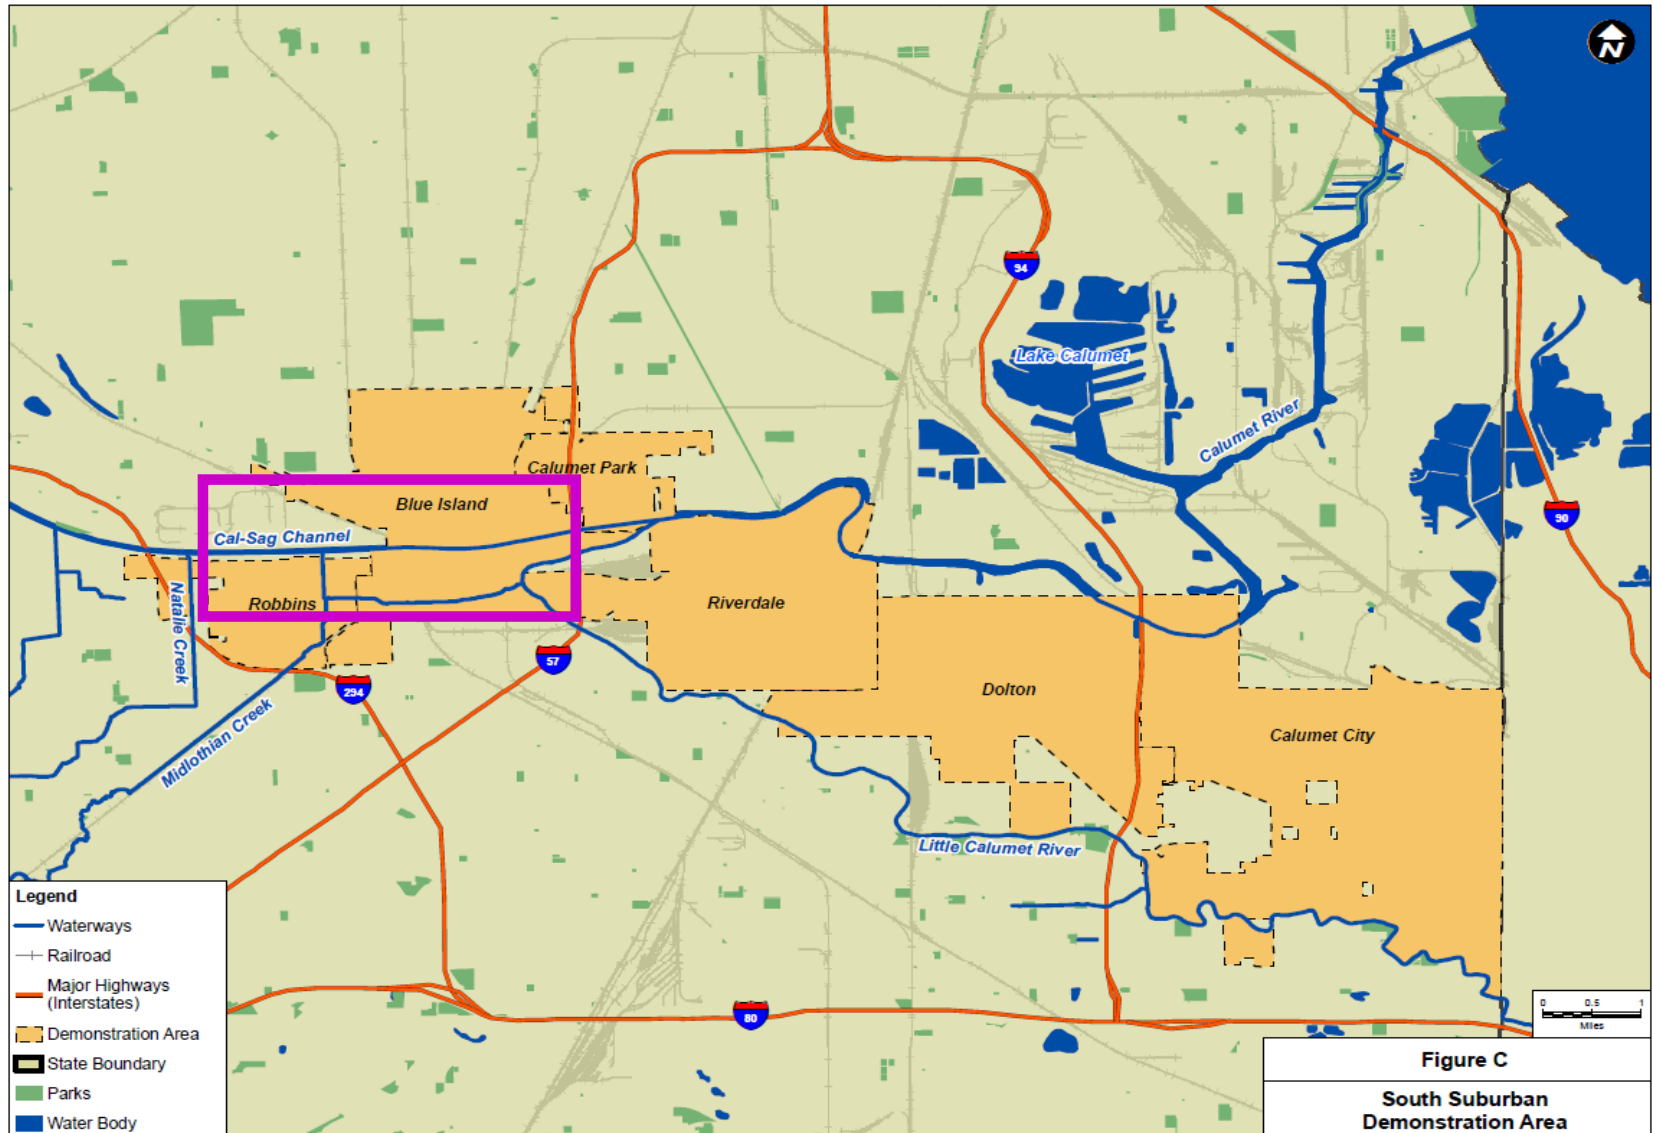 N
94
Lake Calumet
Calumet River
Calumet Park
Blue Island
90
Cal-Sag Channel
Natalie Creek
Robbins
Riverdale
57
294
Dolton
Midlothian Creek
Calumet City
Little Calumet River
80
Legend
Waterways
Railroad
Major Highways
(Interstates)
Demonstration Area
State Boundary
Parks
Water Body
0 0.5 1
Miles
Figure C
South Suburban
Demonstration Area